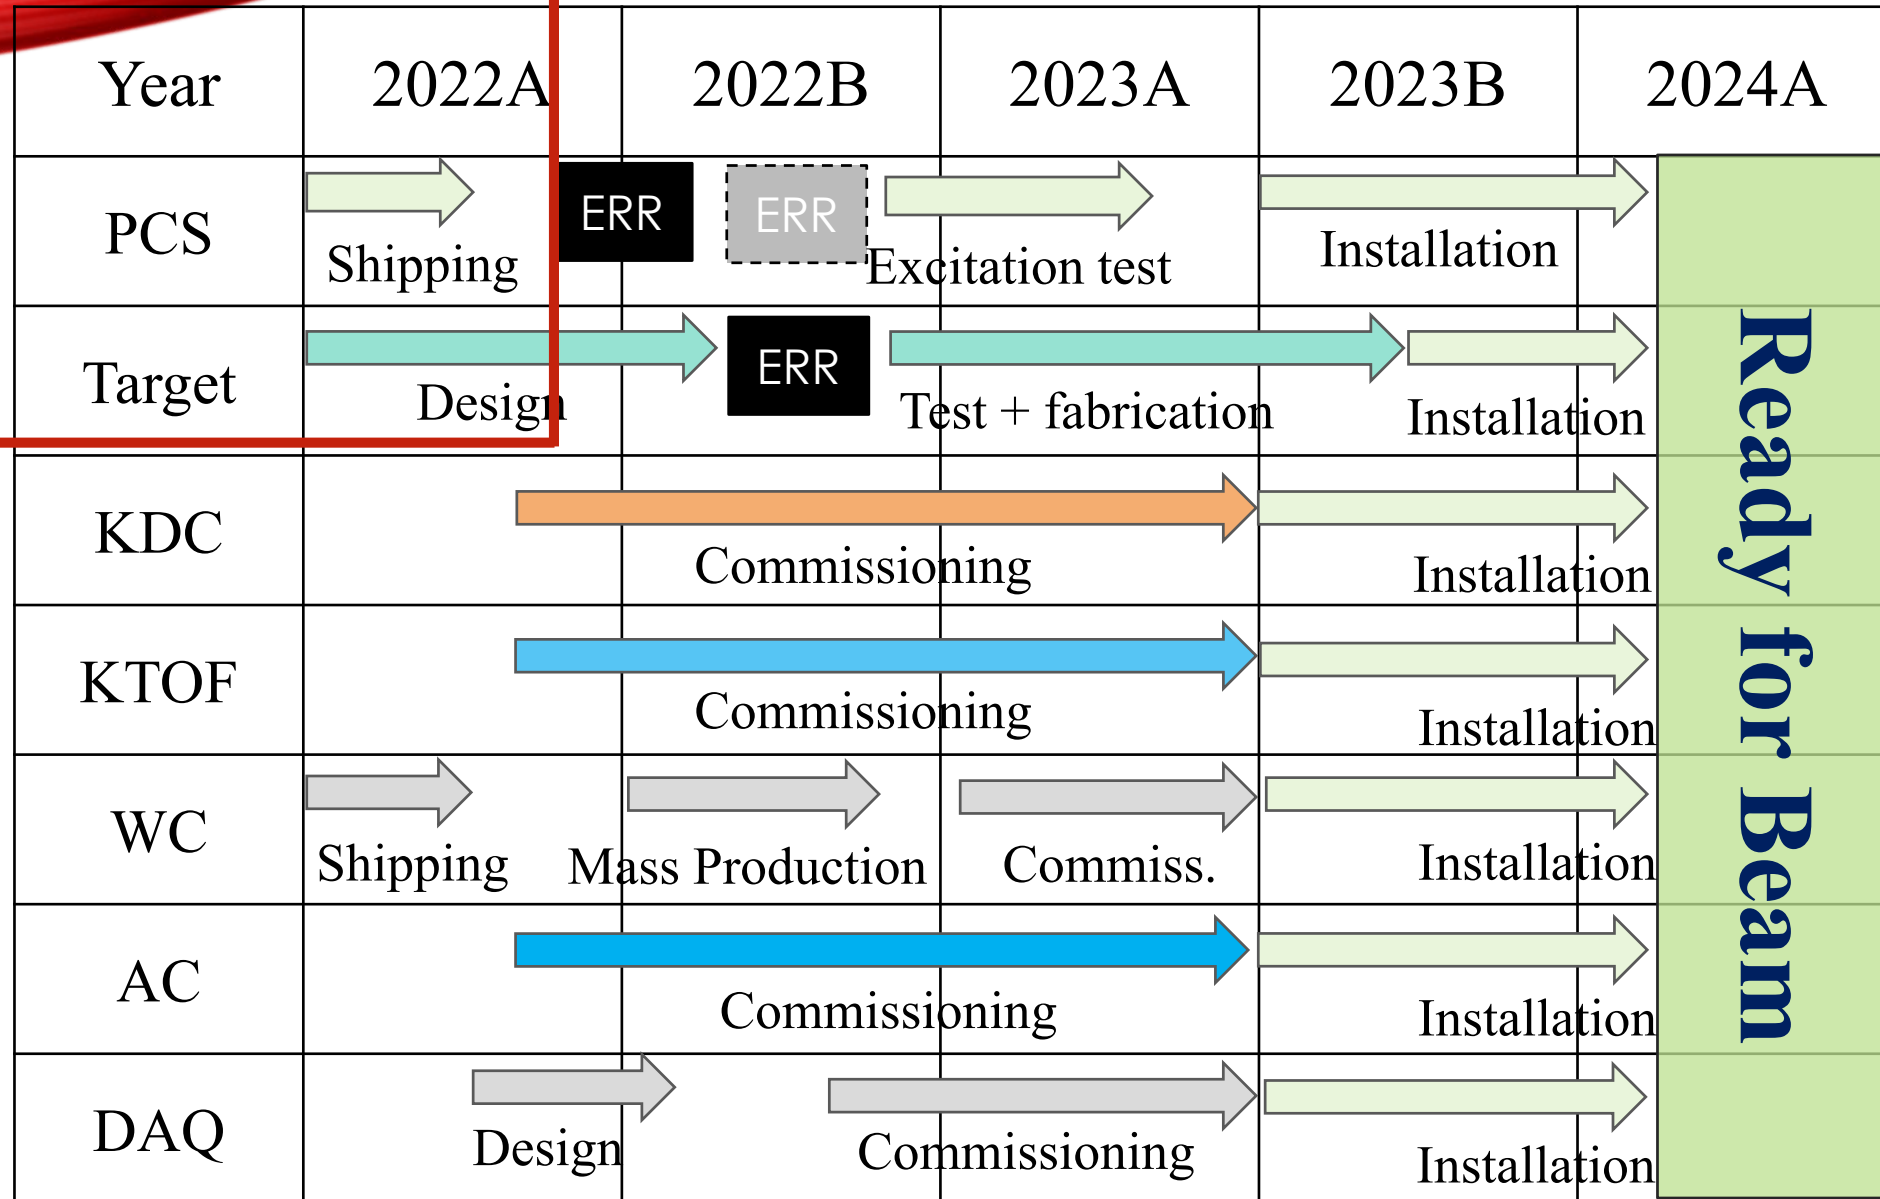 Year 2022A 2022B 2023A 2023B 2024A
PCS ERR ERR
Shipping Excitation test Installation
Target ERR
Design Test + fabrication Installation
KDC
Commissioning Installation
KTOF
Commissioning Installation
WC
Shipping Mass Production Commiss. Installation
AC
Commissioning Installation
DAQ
Design Commissioning Installation
Ready for Beam